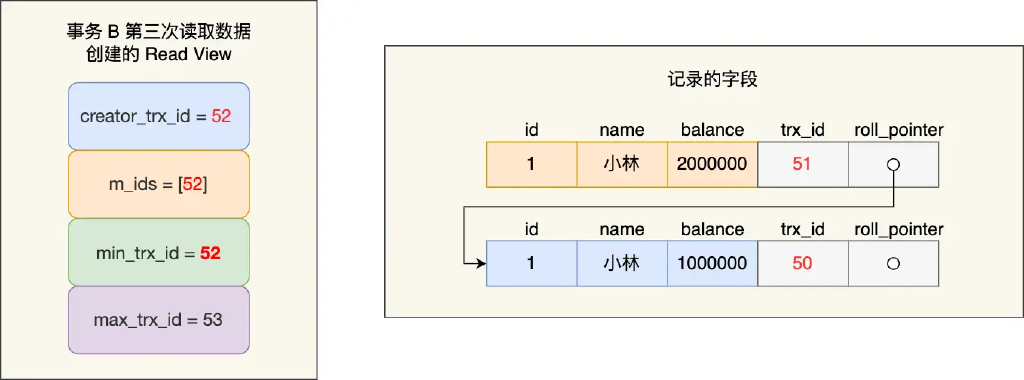 事务 B 第三次读取数据
创建的 Read View
creator_trx_id = 52
m_ids = [52]
min_trx_id = 52
max_trx_id = 53
记录的字段
id name balance trx_id roll_pointer
1 小林 2000000 51
id name balance trx_id roll_pointer
1 小林 1000000 50